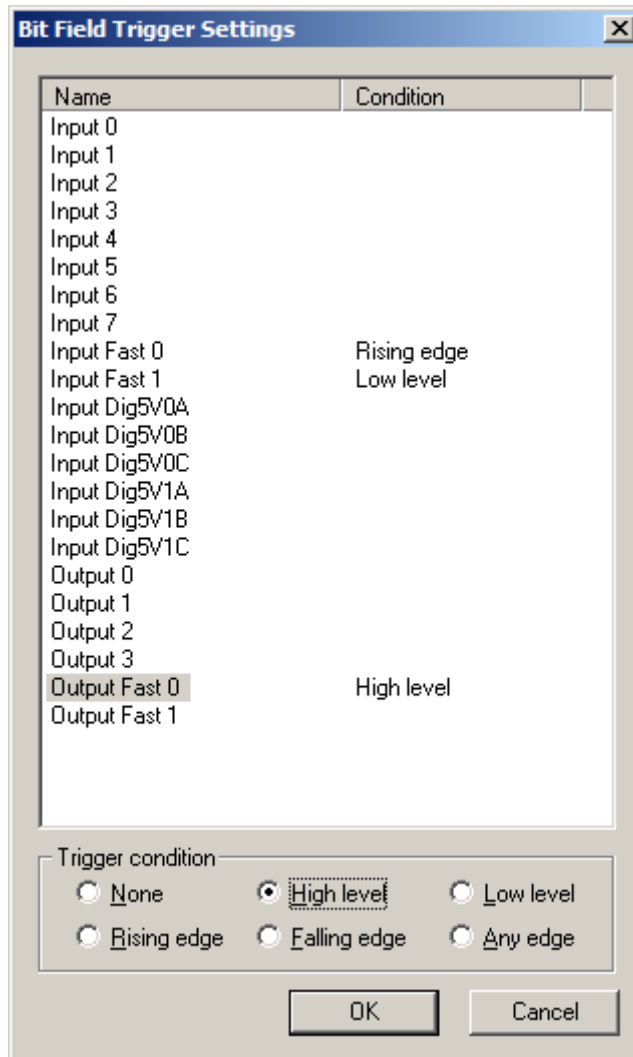 Bit Field Trigger Settings
Name Condition
Input 0
Input 1
Input 2
Input 3
Input 4
Input 5
Input 6
Input 7
Input Fast 0 Rising edge
Input Fast 1 Low level
Input Dig5V0A
Input Dig5V0B
Input Dig5V0C
Input Dig5V1A
Input Dig5V1B
Input Dig5V1C
Output 0
Output 1
Output 2
Output 3
Output Fast 0 High level
Output Fast 1
Trigger condition
None High level Low level
Rising edge Falling edge Any edge
OK Cancel